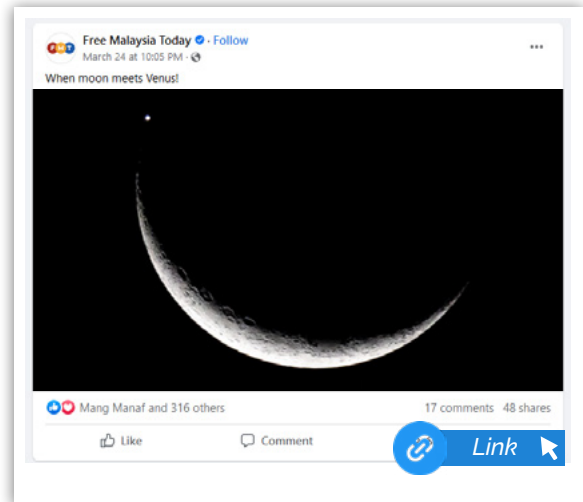 FMT
Free Malaysia Today · Follow
March 24 at 10:05 PM ·
When moon meets Venus!
Mang Manaf and 316 others
17 comments 48 shares
Like Comment
Link